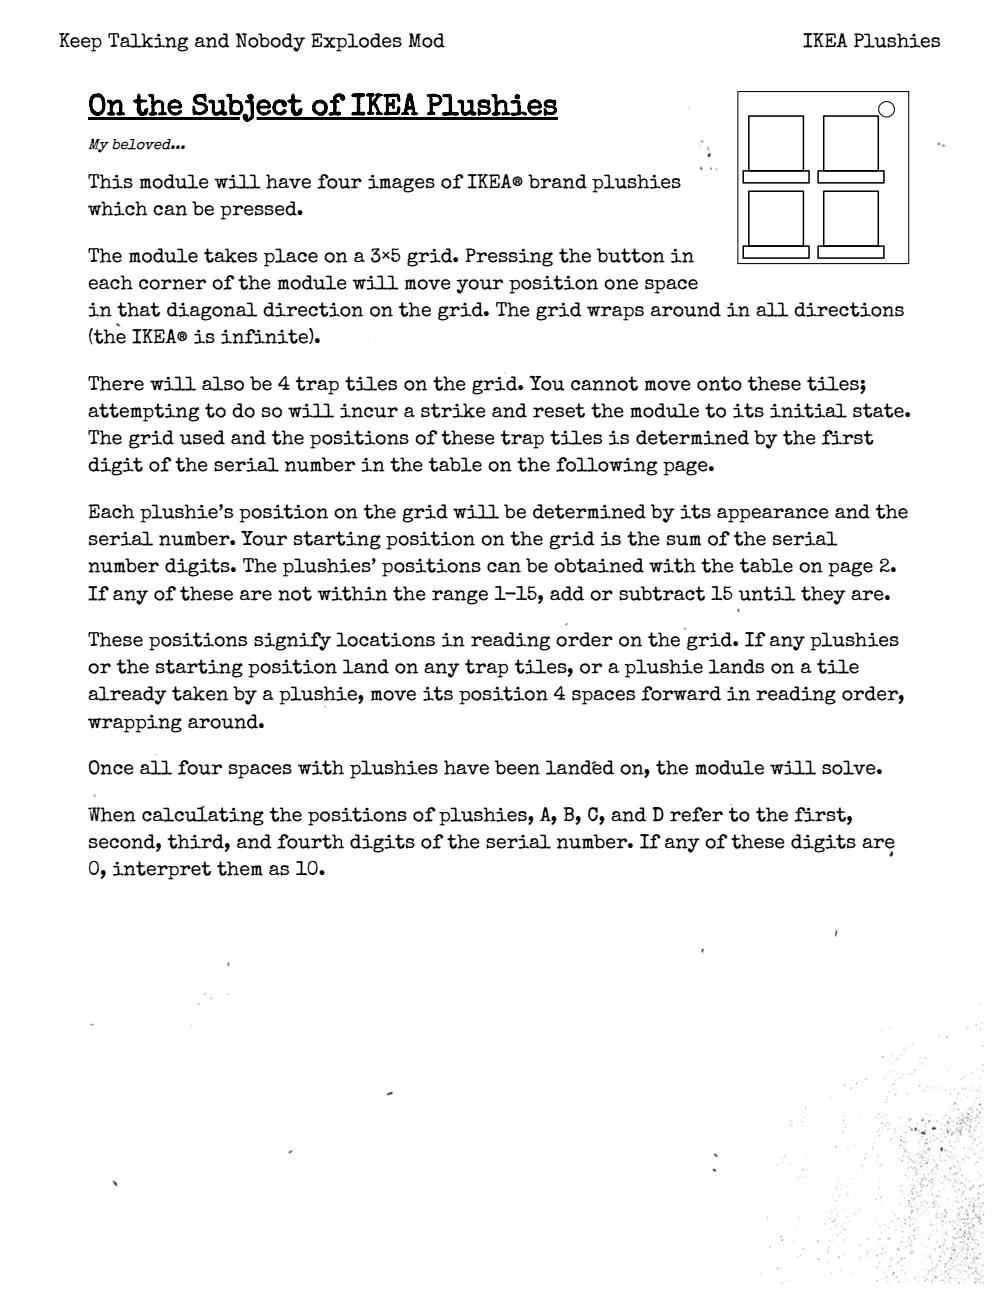 Keep Talking and Nobody Explodes Mod
IKEA Plushies
On the Subject of IKEA Plushies
My beloved...
This module will have four images of IKEA® brand plushies
which can be pressed.
The module takes place on a 3×5 grid. Pressing the button in
each corner of the module will move your position one space
in that diagonal direction on the grid. The grid wraps around in all directions
(the IKEA® is infinite).
There will also be 4 trap tiles on the grid. You cannot move onto these tiles;
attempting to do so will incur a strike and reset the module to its initial state.
The grid used and the positions of these trap tiles is determined by the first
digit of the serial number in the table on the following page.
Each plushie’s position on the grid will be determined by its appearance and the
serial number. Your starting position on the grid is the sum of the serial
number digits. The plushies’ positions can be obtained with the table on page 2.
If any of these are not within the range 1-15, add or subtract 15 until they are.
These positions signify locations in reading order on the grid. If any plushies
or the starting position land on any trap tiles, or a plushie lands on a tile
already taken by a plushie, move its position 4 spaces forward in reading order,
wrapping around.
Once all four spaces with plushies have been landed on, the module will solve.
When calculating the positions of plushies, A, B, C, and D refer to the first,
second, third, and fourth digits of the serial number. If any of these digits are
0, interpret them as 10.